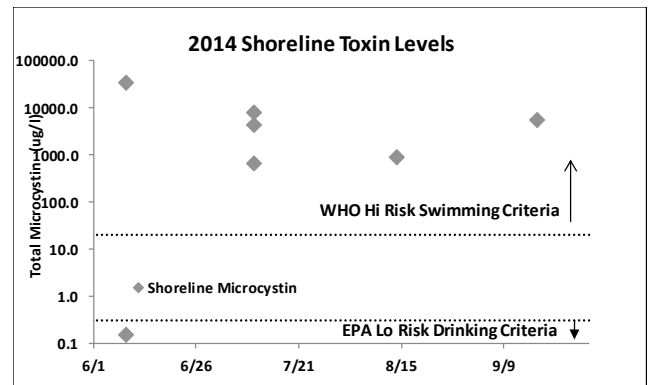 2014 Shoreline Toxin Levels
Total Microcystin (ug/l)
100000.0
10000.0
1000.0
100.0
10.0
1.0
0.1
WHO Hi Risk Swimming Criteria
Shoreline Microcystin
EPA Lo Risk Drinking Criteria
6/1
6/26
7/21
8/15
9/9